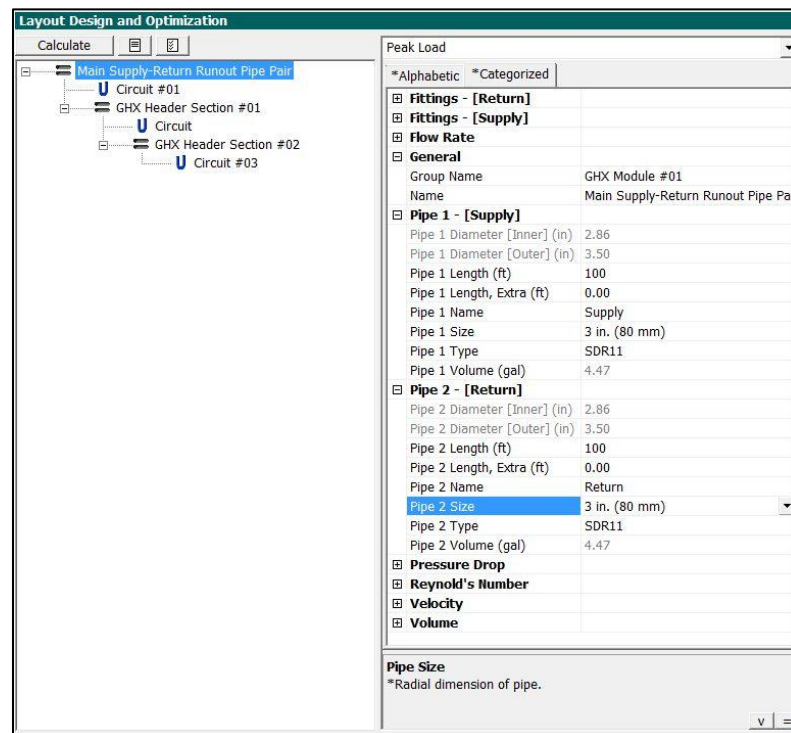 Layout Design and Optimization
Calculate
Main Supply-Return Runout Pipe Pair
Circuit #01
GHX Header Section #01
Circuit
GHX Header Section #02
Circuit #03
Peak Load
*Alphabetic *Categorized
Fittings - [Return]
Fittings - [Supply]
Flow Rate
General
Group Name GHX Module #01
Name Main Supply-Return Runout Pipe Pa
Pipe 1 - [Supply]
Pipe 1 Diameter [Inner] (in) 2.86
Pipe 1 Diameter [Outer] (in) 3.50
Pipe 1 Length (ft) 100
Pipe 1 Length, Extra (ft) 0.00
Pipe 1 Name Supply
Pipe 1 Size 3 in. (80 mm)
Pipe 1 Type SDR11
Pipe 1 Volume (gal) 4.47
Pipe 2 - [Return]
Pipe 2 Diameter [Inner] (in) 2.86
Pipe 2 Diameter [Outer] (in) 3.50
Pipe 2 Length (ft) 100
Pipe 2 Length, Extra (ft) 0.00
Pipe 2 Name Return
Pipe 2 Size 3 in. (80 mm)
Pipe 2 Type SDR11
Pipe 2 Volume (gal) 4.47
Pressure Drop
Reynold's Number
Velocity
Volume
Pipe Size
*Radial dimension of pipe.
v =